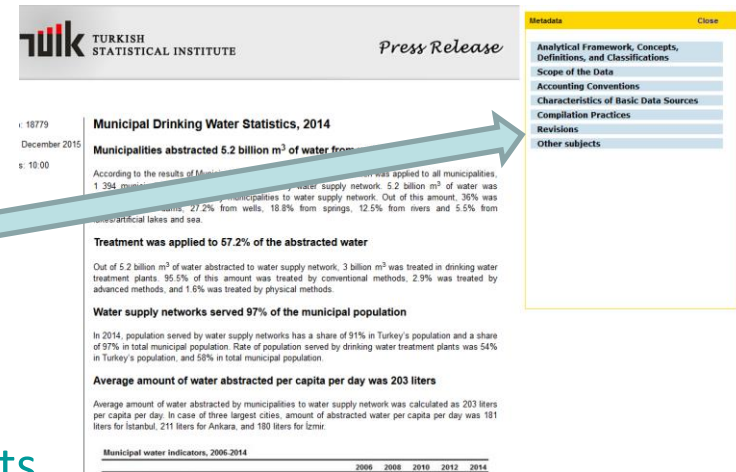 TURKISH
STATISTICAL INSTITUTE
Press Release
: 18779
December 2015
s: 10:00
Municipal Drinking Water Statistics, 2014
Municipalities abstracted 5.2 billion m³ of water from
According to the results of was applied to all municipalities,
1 394 water supply network. 5.2 billion m³ of water was
municipalities to water supply network. Out of this amount, 36% was
27.2% from wells, 18.8% from springs, 12.5% from rivers and 5.5% from
lakes/artificial lakes and sea.
Treatment was applied to 57.2% of the abstracted water
Out of 5.2 billion m³ of water abstracted to water supply network, 3 billion m³ was treated in drinking water
treatment plants. 95.5% of this amount was treated by conventional methods, 2.9% was treated by
advanced methods, and 1.6% was treated by physical methods.
Water supply networks served 97% of the municipal population
In 2014, population served by water supply networks has a share of 91% in Turkey's population and a share
of 97% in total municipal population. Rate of population served by drinking water treatment plants was 54%
in Turkey's population, and 58% in total municipal population.
Average amount of water abstracted per capita per day was 203 liters
Average amount of water abstracted by municipalities to water supply network was calculated as 203 liters
per capita per day. In case of three largest cities, amount of abstracted water per capita per day was 181
liters for İstanbul, 211 liters for Ankara, and 180 liters for İzmir.
Municipal water indicators, 2006-2014
2006 2008 2010 2012 2014
ts
Metadata Close
Analytical Framework, Concepts,
Definitions, and Classifications
Scope of the Data
Accounting Conventions
Characteristics of Basic Data Sources
Compilation Practices
Revisions
Other subjects